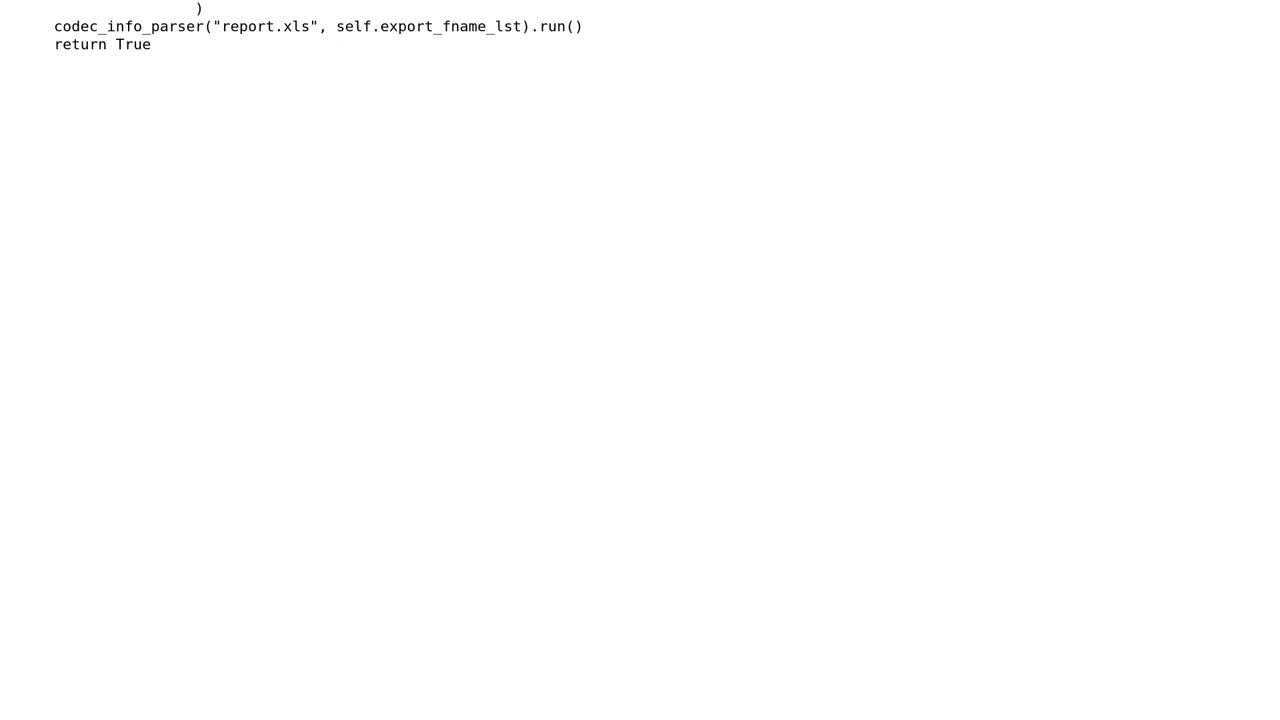 )
codec_info_parser("report.xls", self.export_fname_lst).run()
return True